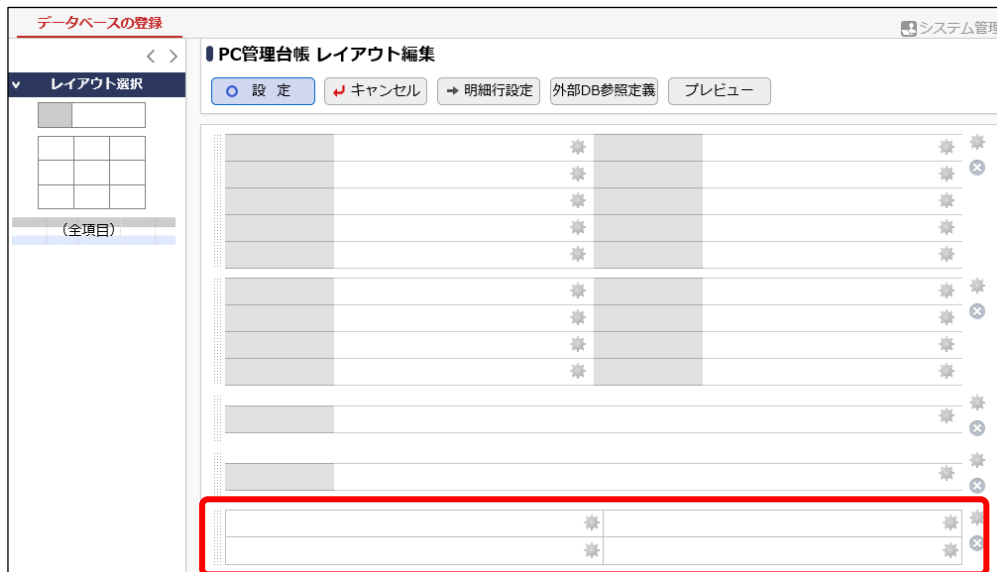 データベースの登録
システム管理
レイアウト選択
(全項目)
PC管理台帳 レイアウト編集
設 定
キャンセル
明細行設定
外部DB参照定義
プレビュー